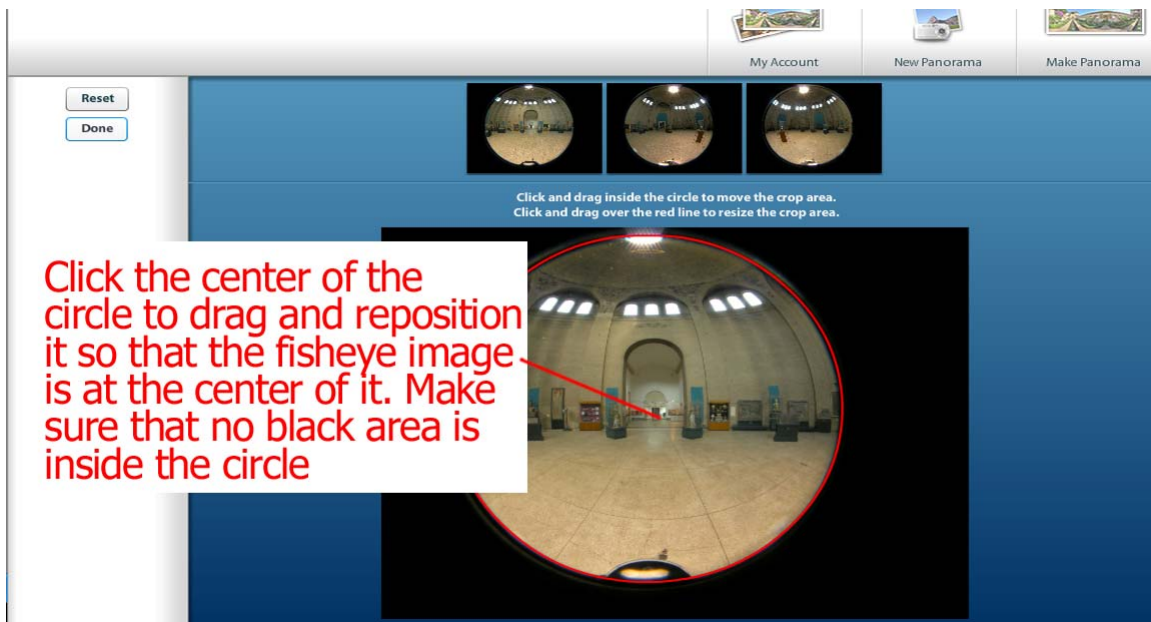 My Account
New Panorama
Make Panorama
Reset
Done
Click and drag inside the circle to move the crop area.
Click and drag over the red line to resize the crop area.
Click the center of the
circle to drag and reposition
it so that the fisheye image
is at the center of it. Make
sure that no black area is
inside the circle